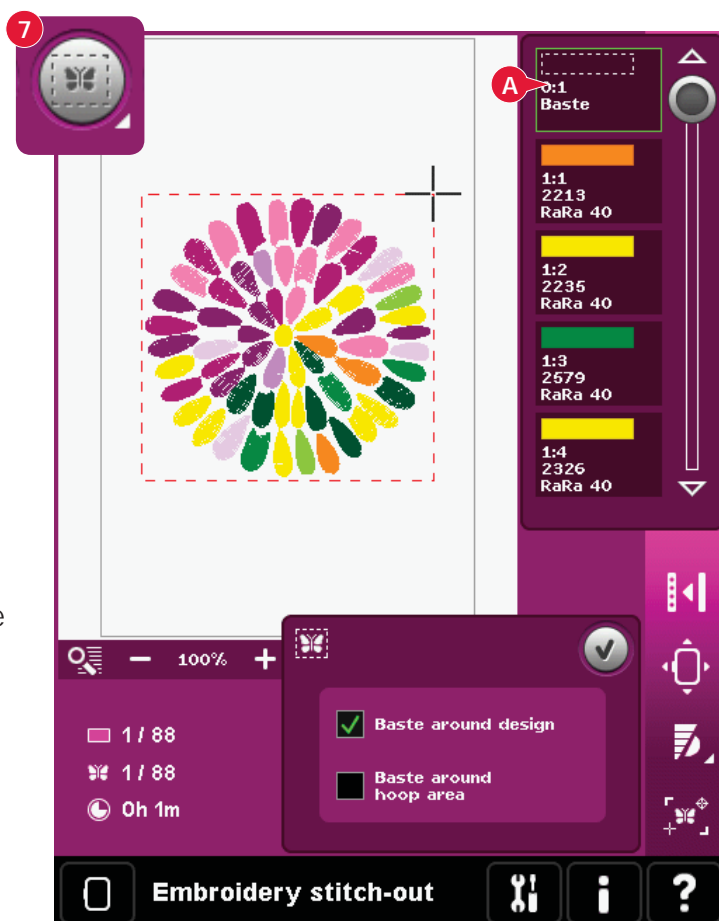 7
A
0:1
Baste
1:1
2213
RaRa 40
1:2
2235
RaRa 40
1:3
2579
RaRa 40
1:4
2326
RaRa 40
e
100%
1 / 88
1 / 88
0h 1m
Baste around design
Baste around
hoop area
Embroidery stitch-out
i
?